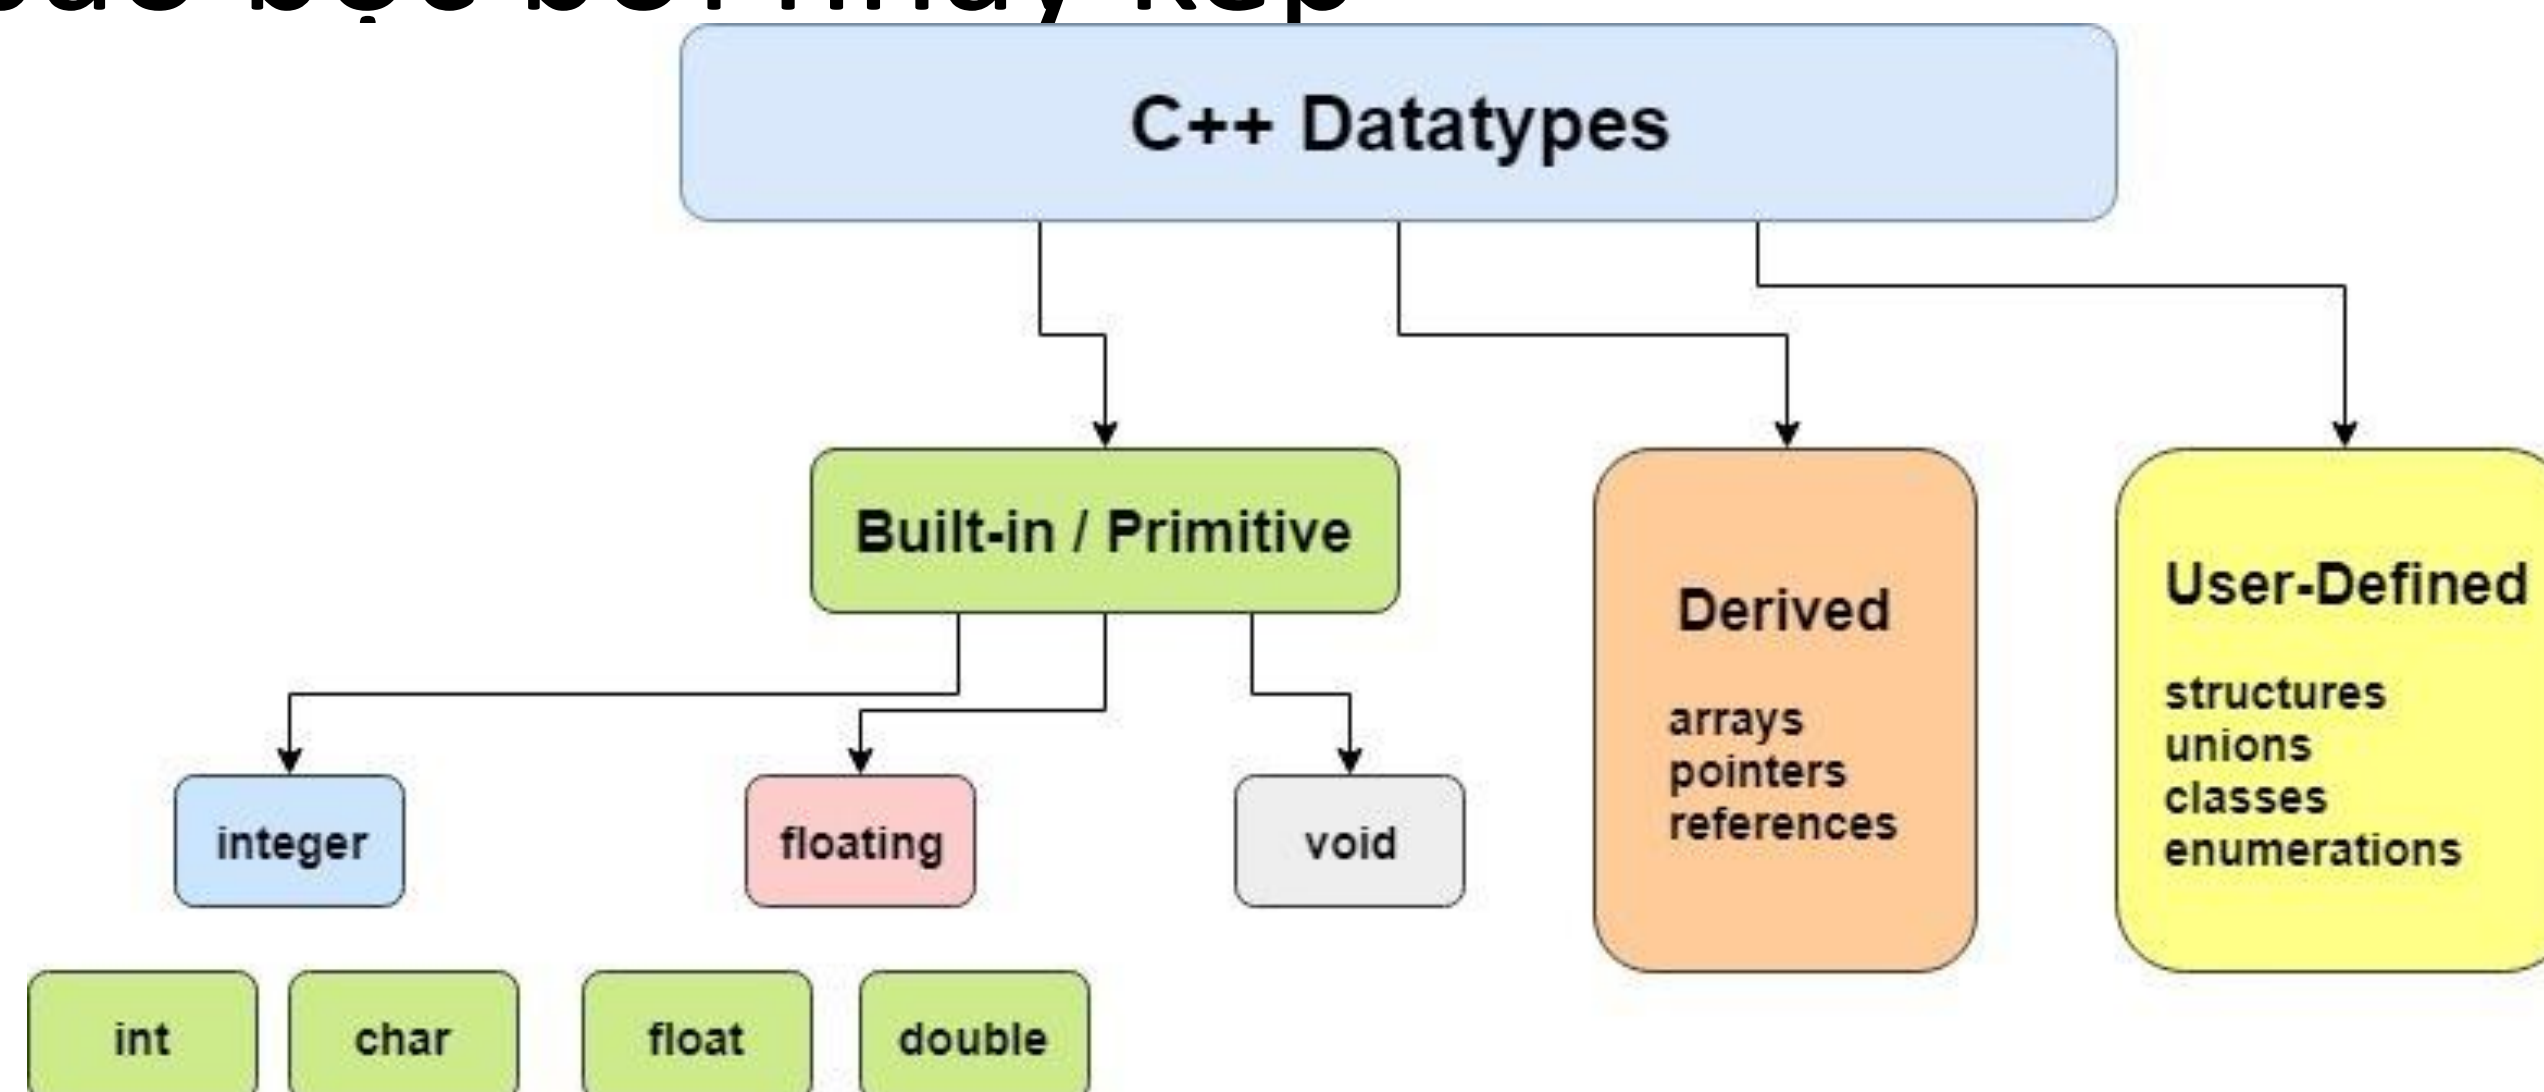 C++ Datatypes
Built-in / Primitive
Derived
arrays
pointers
references
User-Defined
structures
unions
classes
enumerations
integer
floating
void
int
char
float
double